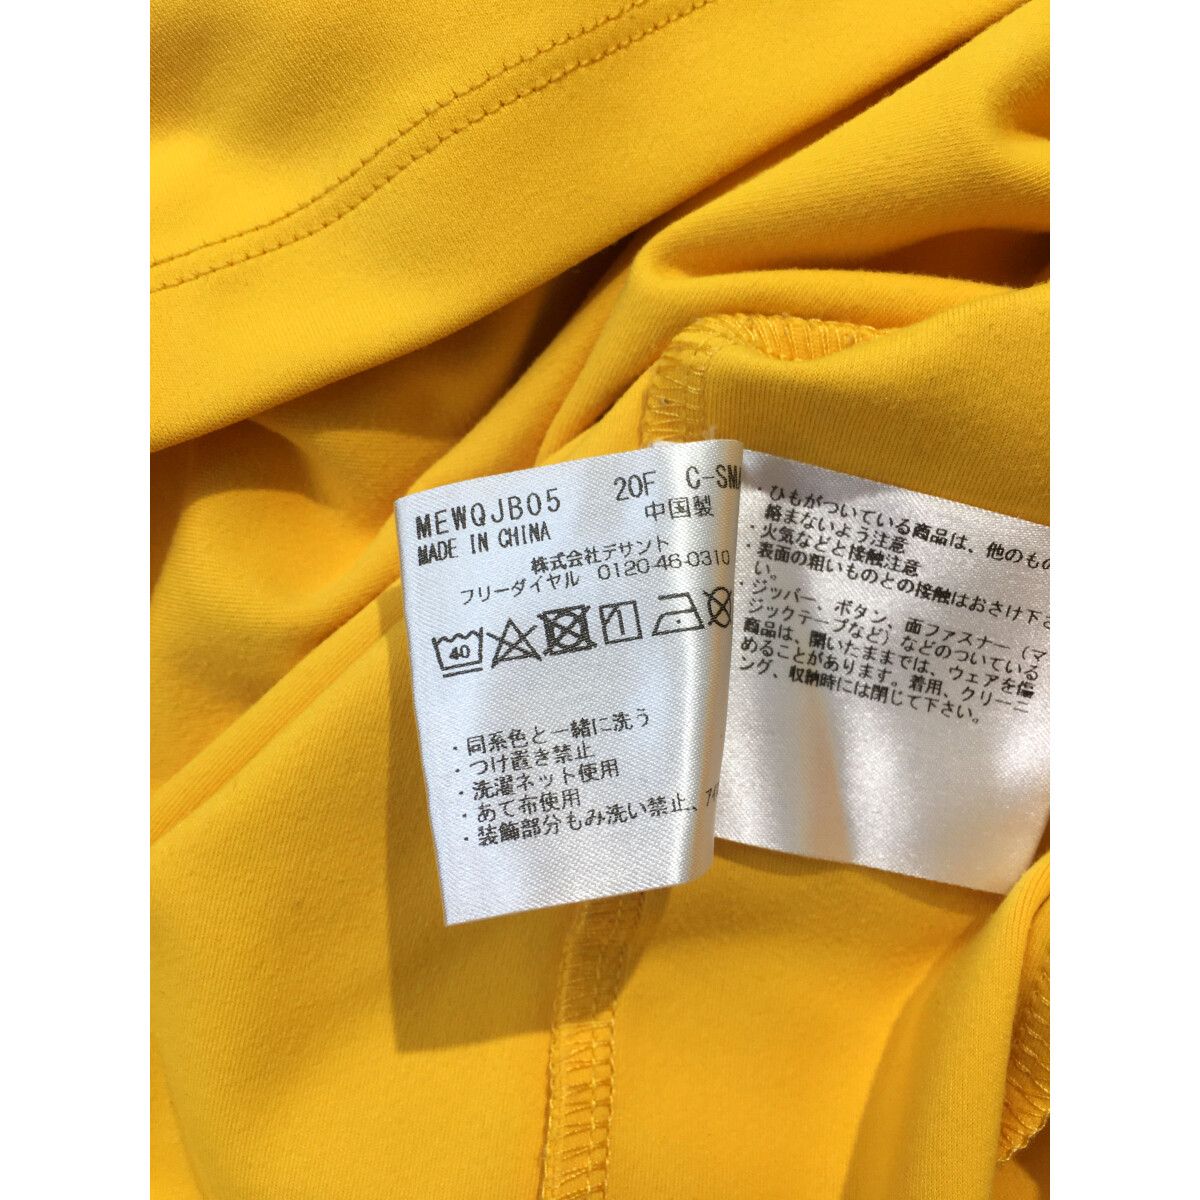 MEWQJB05 20F C-SMA
MADE IN CHINA 中国製
株式会社デサント
フリーダイヤル 0120-46-0310
40
・同系色と一緒に洗う
・つけ置き禁止
・洗濯ネット使用
・あて布使用
・装飾部分もみ洗い禁止、
・ひもがついている商品は、他のもの
絡まないよう注意
・火気などと接触注意
・表面の粗いものとの接触はおさけ下さ
い。
・ジッパー、ボタン、面ファスナー（マ
ジックテープなど）などのついている
商品は、開いたままでは、ウェアを傷
めることがあります。着用、クリーニ
ング、収納時には閉じて下さい。